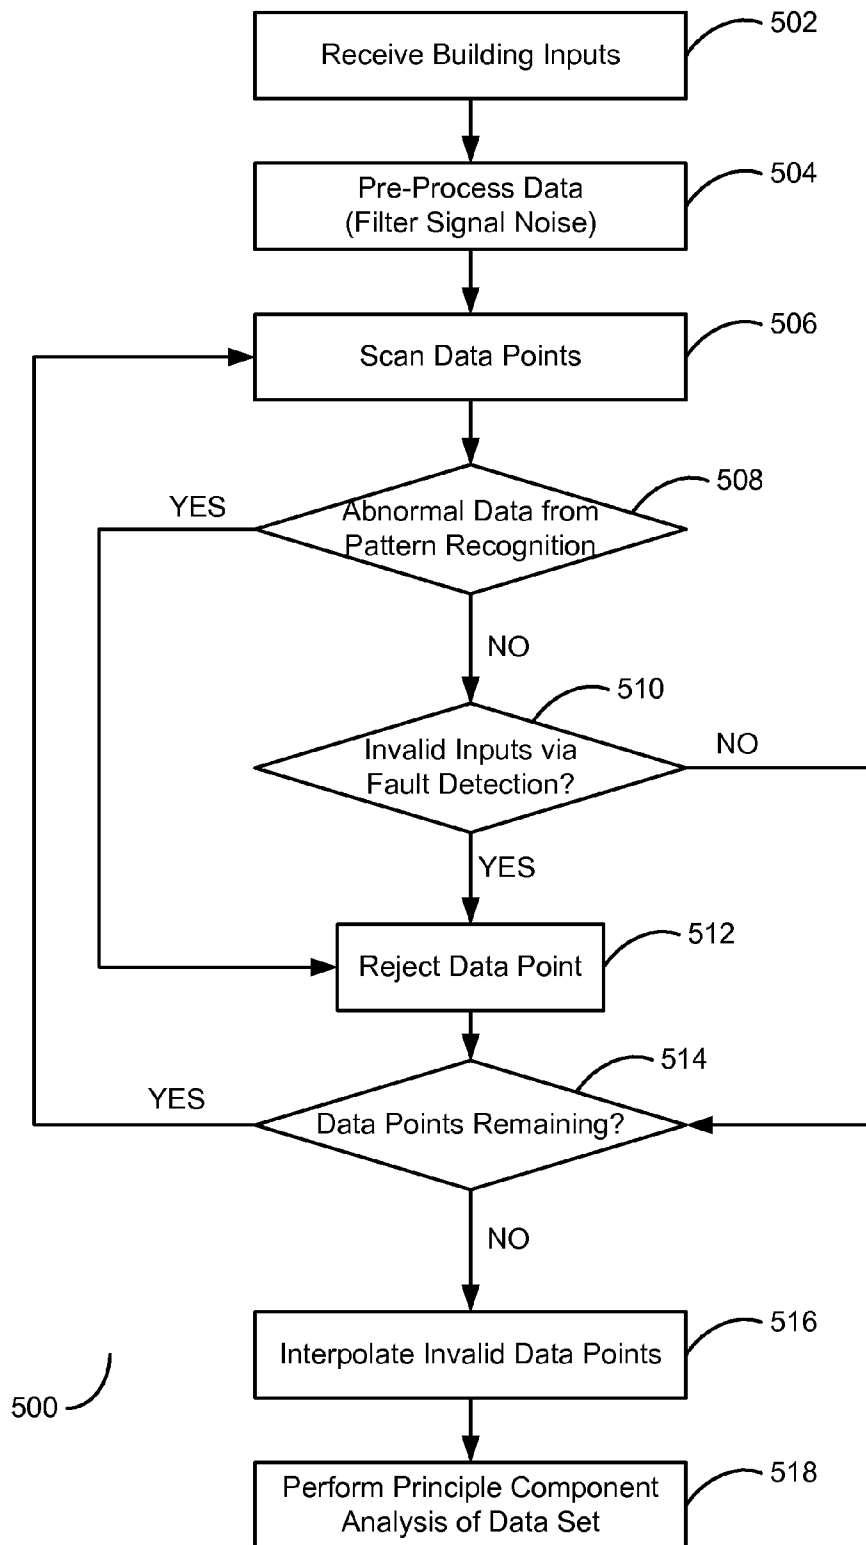 502
Receive Building Inputs
504
Pre-Process Data
(Filter Signal Noise)
506
Scan Data Points
508
YES
Abnormal Data from
Pattern Recognition
NO
510
Invalid Inputs via
Fault Detection?
NO
YES
512
Reject Data Point
514
YES
Data Points Remaining?
NO
516
Interpolate Invalid Data Points
500
518
Perform Principle Component
Analysis of Data Set